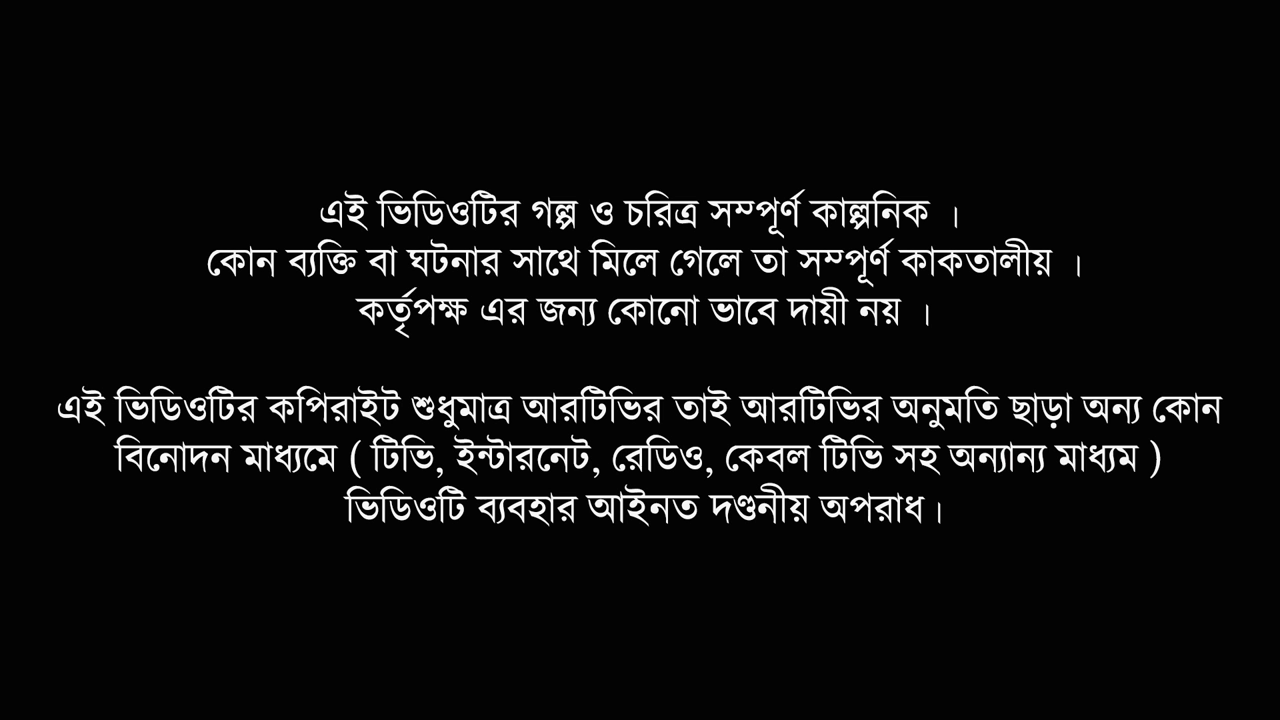 এই ভিডিওটির গল্প ও চরিত্র সম্পূর্ণ কাল্পনিক ।
কোন ব্যক্তি বা ঘটনার সাথে মিলে গেলে তা সম্পূর্ণ কাকতালীয় ।
কর্তৃপক্ষ এর জন্য কোনো ভাবে দায়ী নয় ।
এই ভিডিওটির কপিরাইট শুধুমাত্র আরটিভির তাই আরটিভির অনুমতি ছাড়া অন্য কোন
বিনোদন মাধ্যমে ( টিভি, ইন্টারনেট, রেডিও, কেবল টিভি সহ অন্যান্য মাধ্যম )
ভিডিওটি ব্যবহার আইনত দণ্ডনীয় অপরাধ।